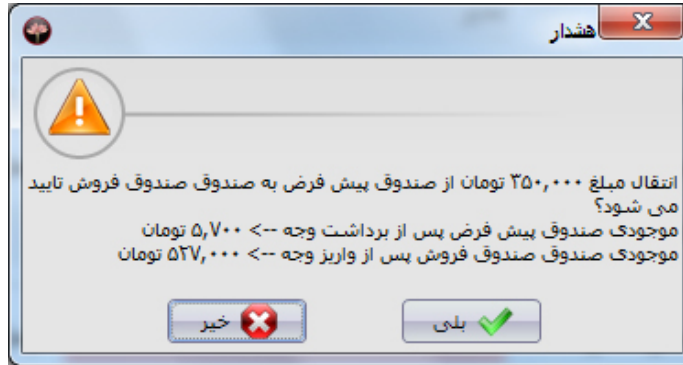 هشدار
انتقال مبلغ ۳۵۰,۰۰۰ تومان از صندوق پیش فرض به صندوق صندوق فروش تایید
می شود؟
موجودی صندوق پیش فرض پس از برداشت وجه --> ۵,۷۰۰ تومان
موجودی صندوق صندوق فروش پس از واریز وجه --> ۵۲۷,۰۰۰ تومان
بلی
خیر